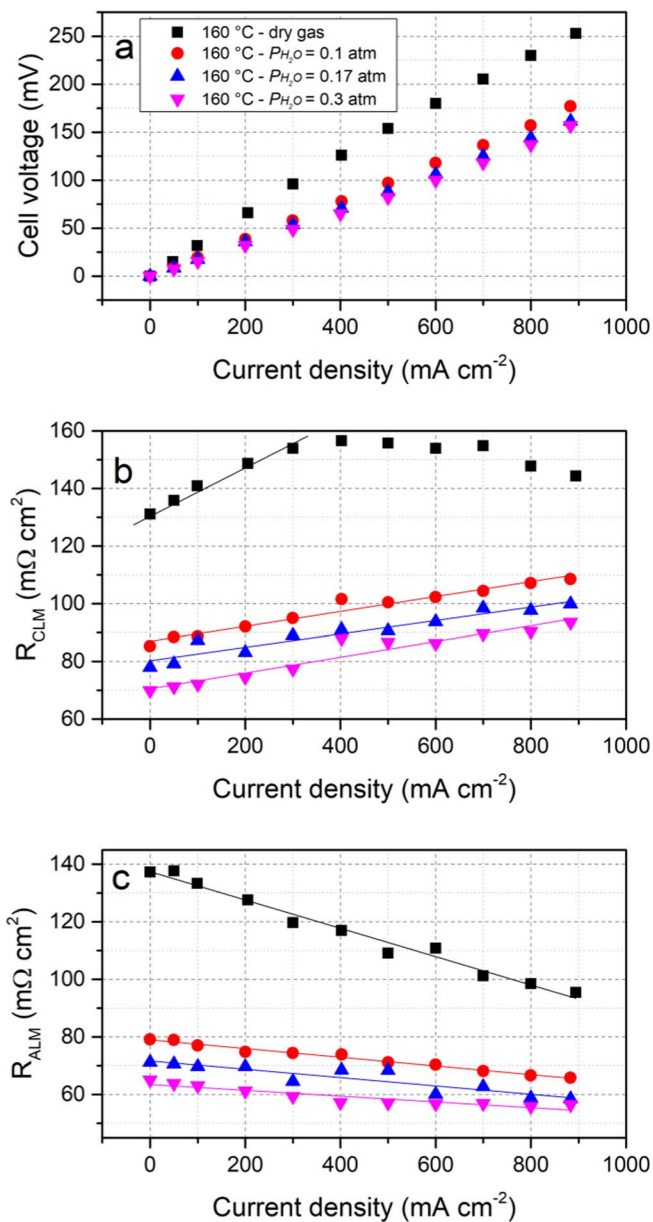 a
160 °C - dry gas
160 °C - PH₂O = 0.1 atm
160 °C - PH₂O = 0.17 atm
160 °C - PH₂O = 0.3 atm
250
200
150
100
50
0
Cell voltage (mV)
0 200 400 600 800 1000
Current density (mA cm⁻²)
b
160
140
120
100
80
60
R_CLM (mΩ cm²)
0 200 400 600 800 1000
Current density (mA cm⁻²)
c
140
120
100
80
60
R_ALM (mΩ cm²)
0 200 400 600 800 1000
Current density (mA cm⁻²)